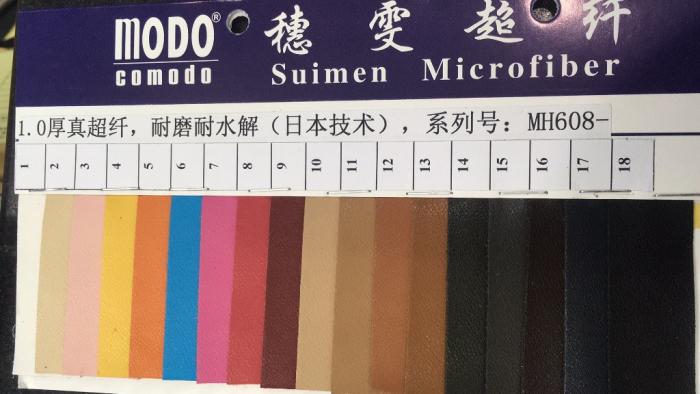 MODO®
comodo
穗雯超纤
Suimen Microfiber
1.0厚真超纤，耐磨耐水解（日本技术），系列号：MH608-
1 2 3 4 5 6 7 8 9 10 11 12 13 14 15 16 17 18